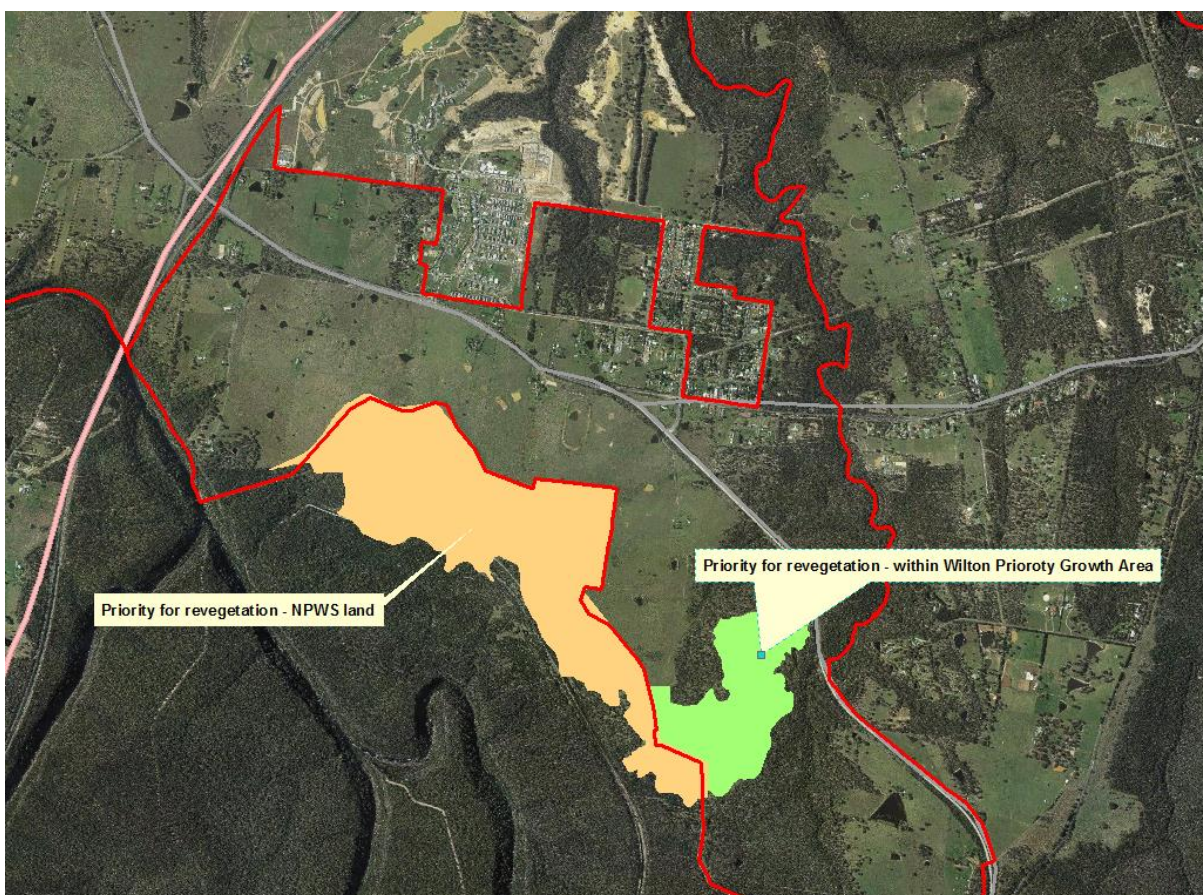 Priority for revegetation - within Wilton Prioroty Growth Area
Priority for revegetation - NPWS land